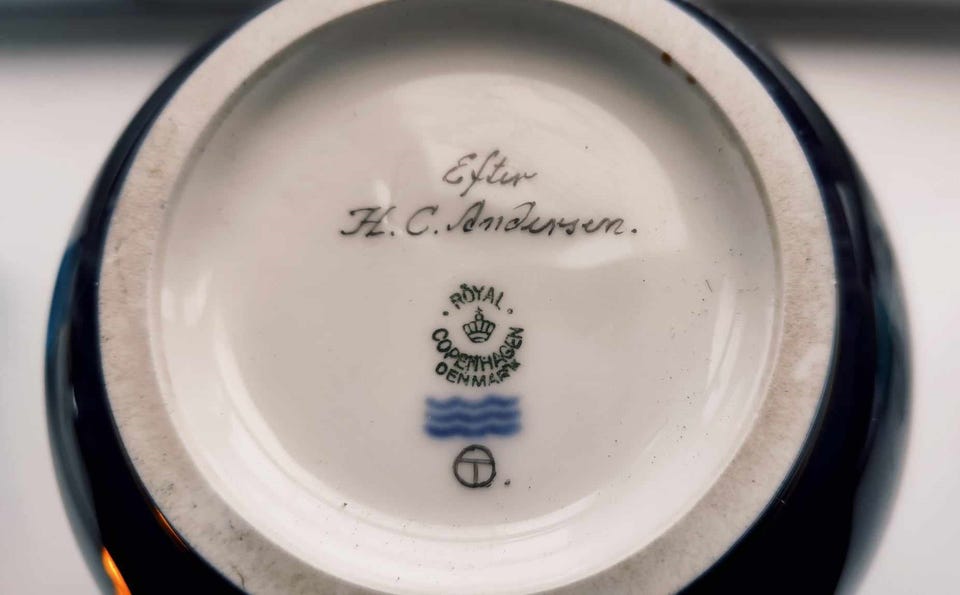 Efter
H. C. Andersen.
ROYAL
COPENHAGEN
DENMARK
T